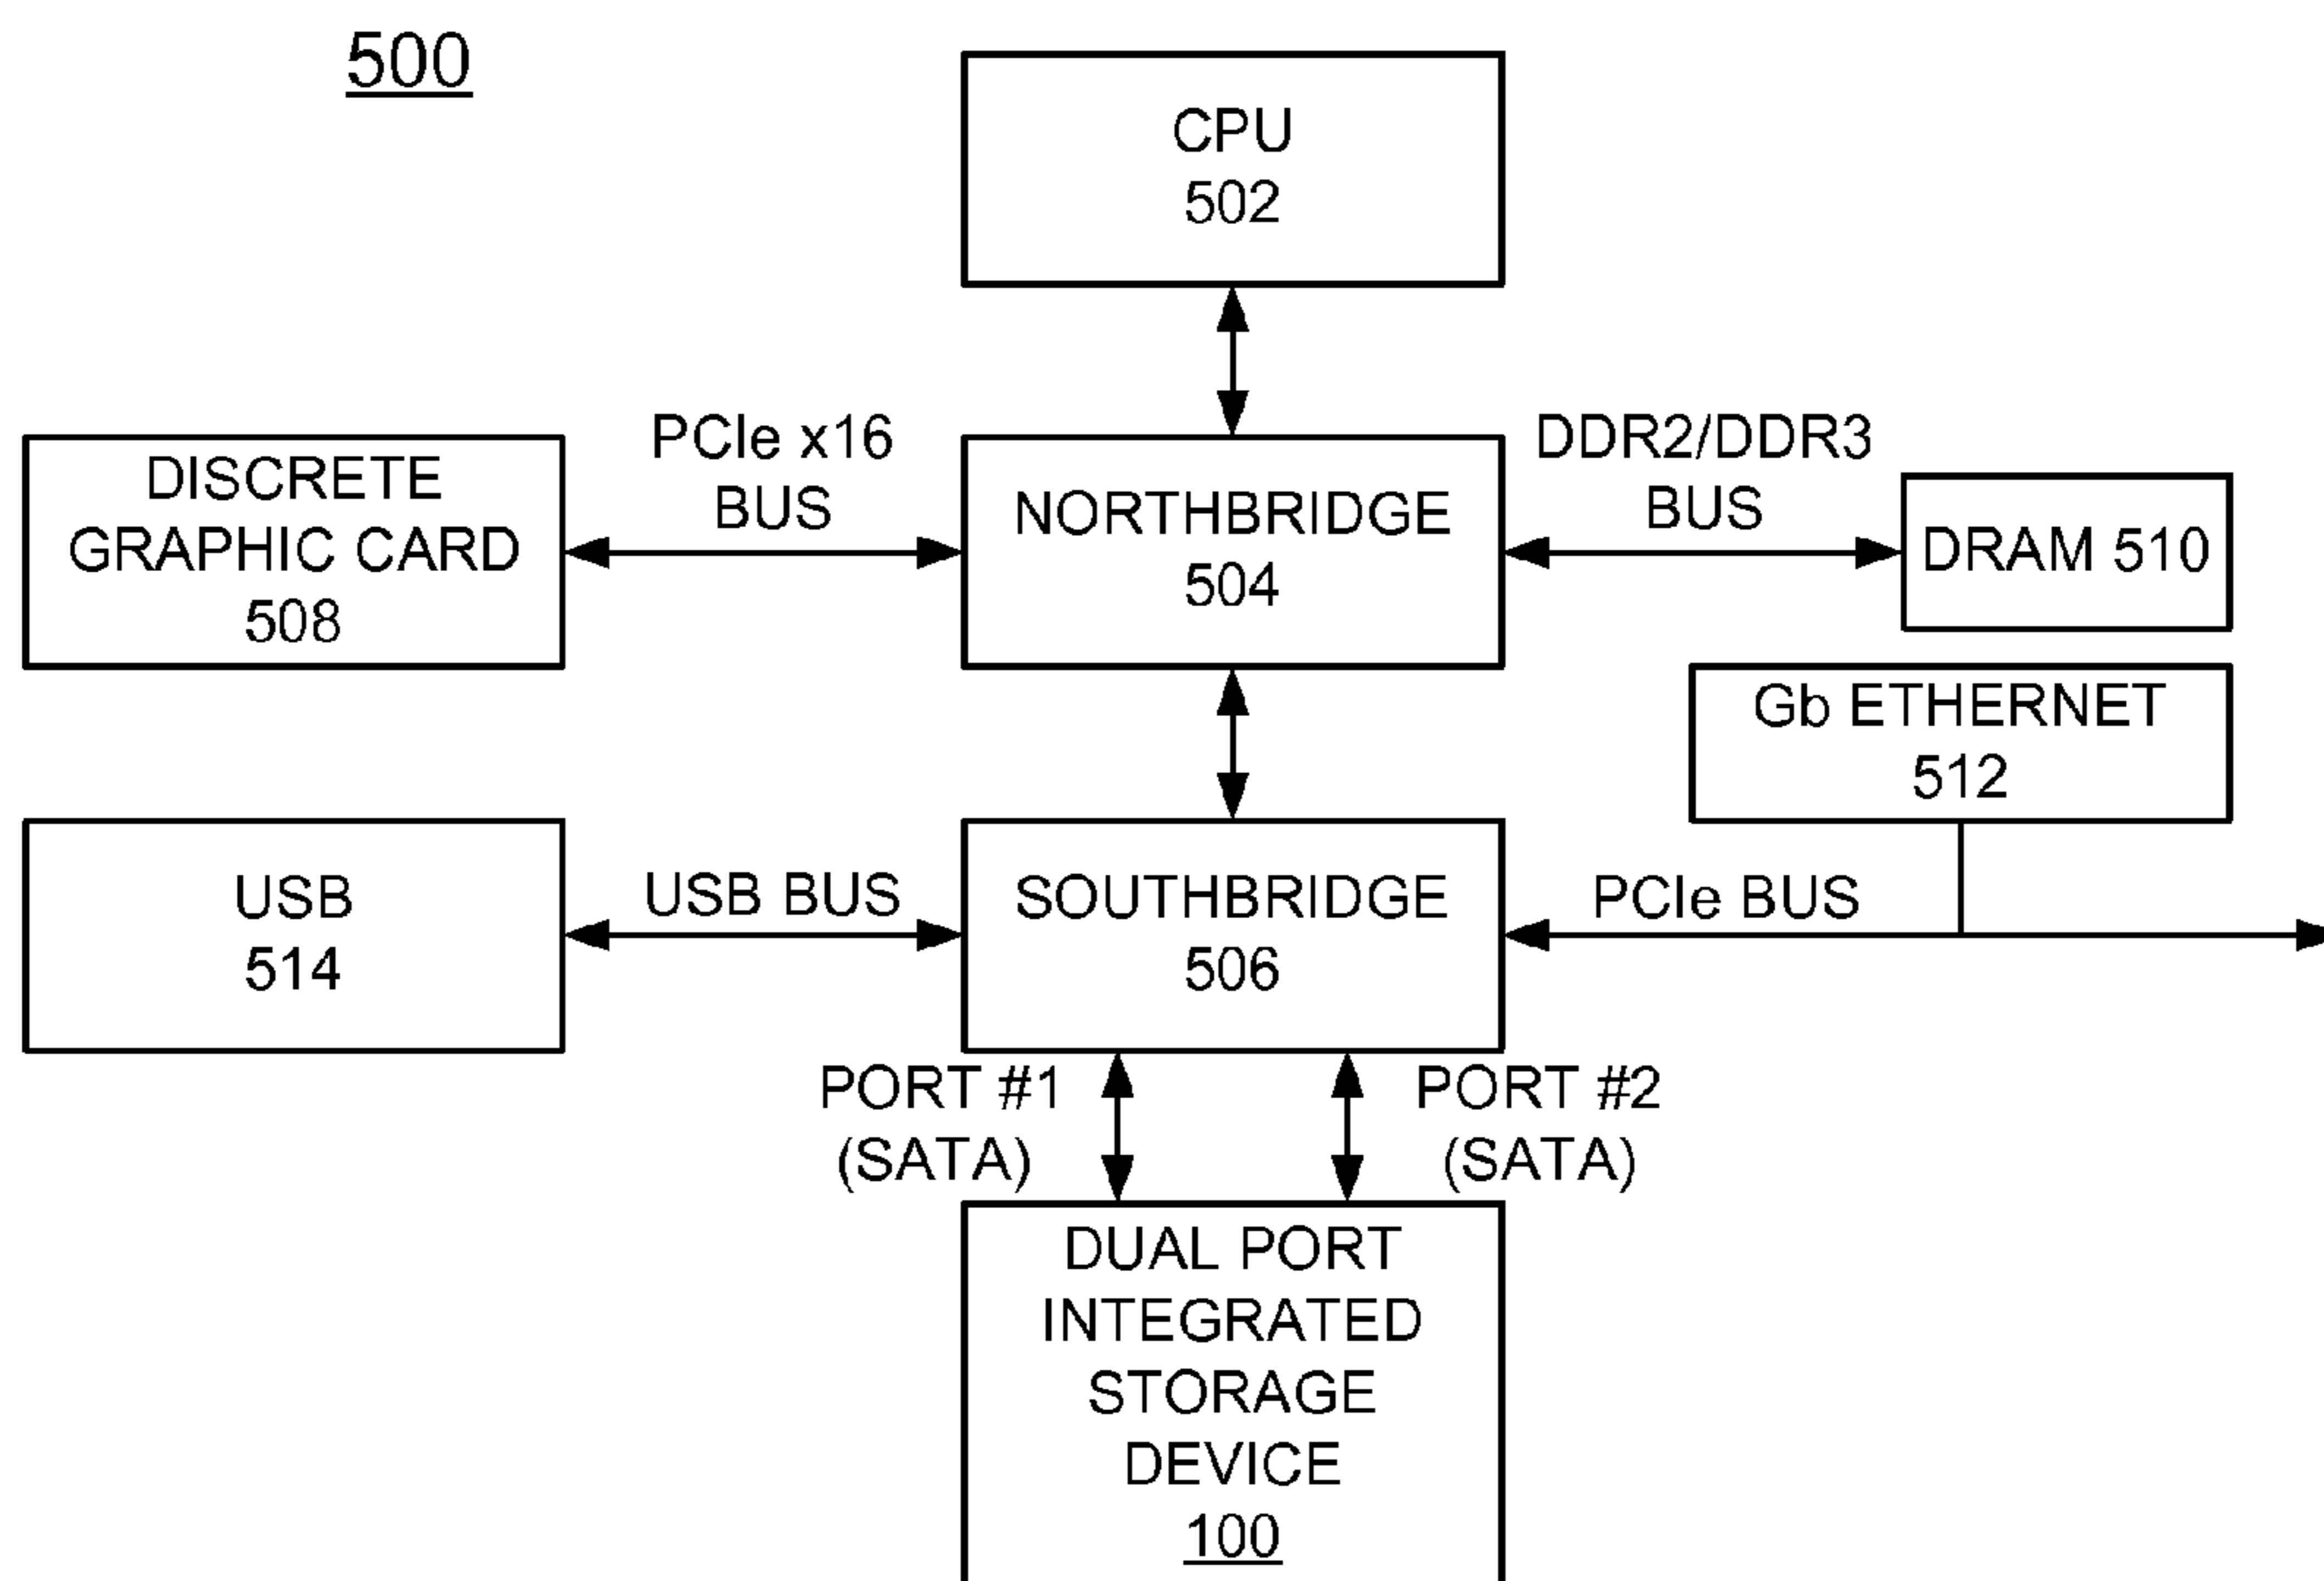 500
CPU
502
PCIe x16
BUS
DDR2/DDR3
BUS
DISCRETE
GRAPHIC CARD
508
NORTHBRIDGE
504
DRAM 510
Gb ETHERNET
512
USB
514
USB BUS
SOUTHBRIDGE
506
PCIe BUS
PORT #1
(SATA)
PORT #2
(SATA)
DUAL PORT
INTEGRATED
STORAGE
DEVICE
100